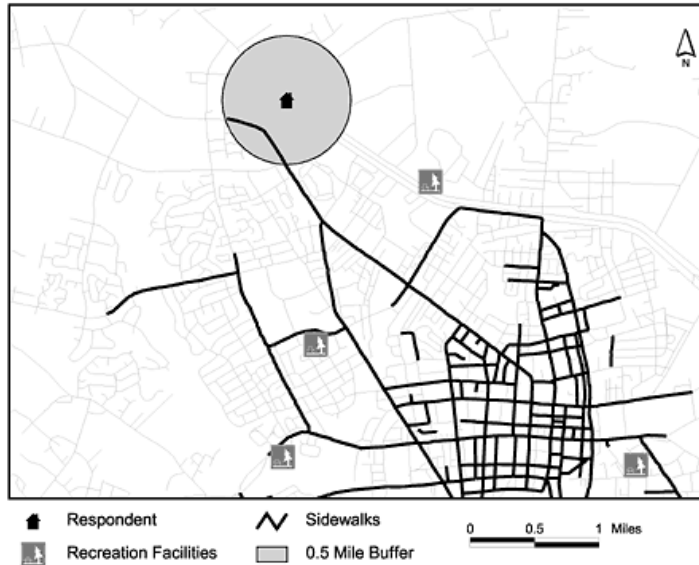 N
Respondent
Sidewalks
0 0.5 1 Miles
Recreation Facilities
0.5 Mile Buffer